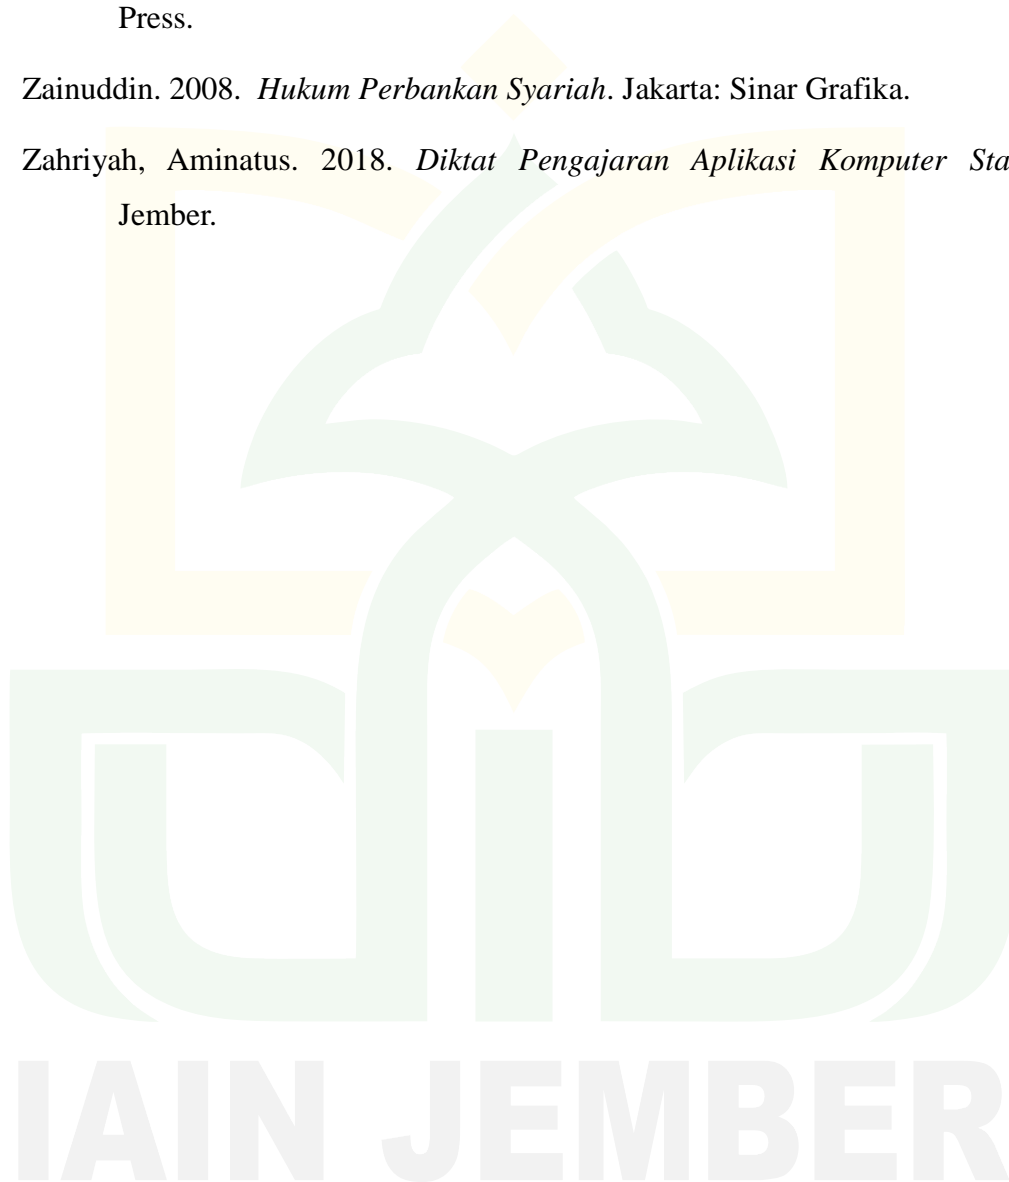 Press.
Zainuddin. 2008. Hukum Perbankan Syariah. Jakarta: Sinar Grafika.
Zahriyah, Aminatus. 2018. Diktat Pengajaran Aplikasi Komputer Sta
Jember.
IAIN JEMBER